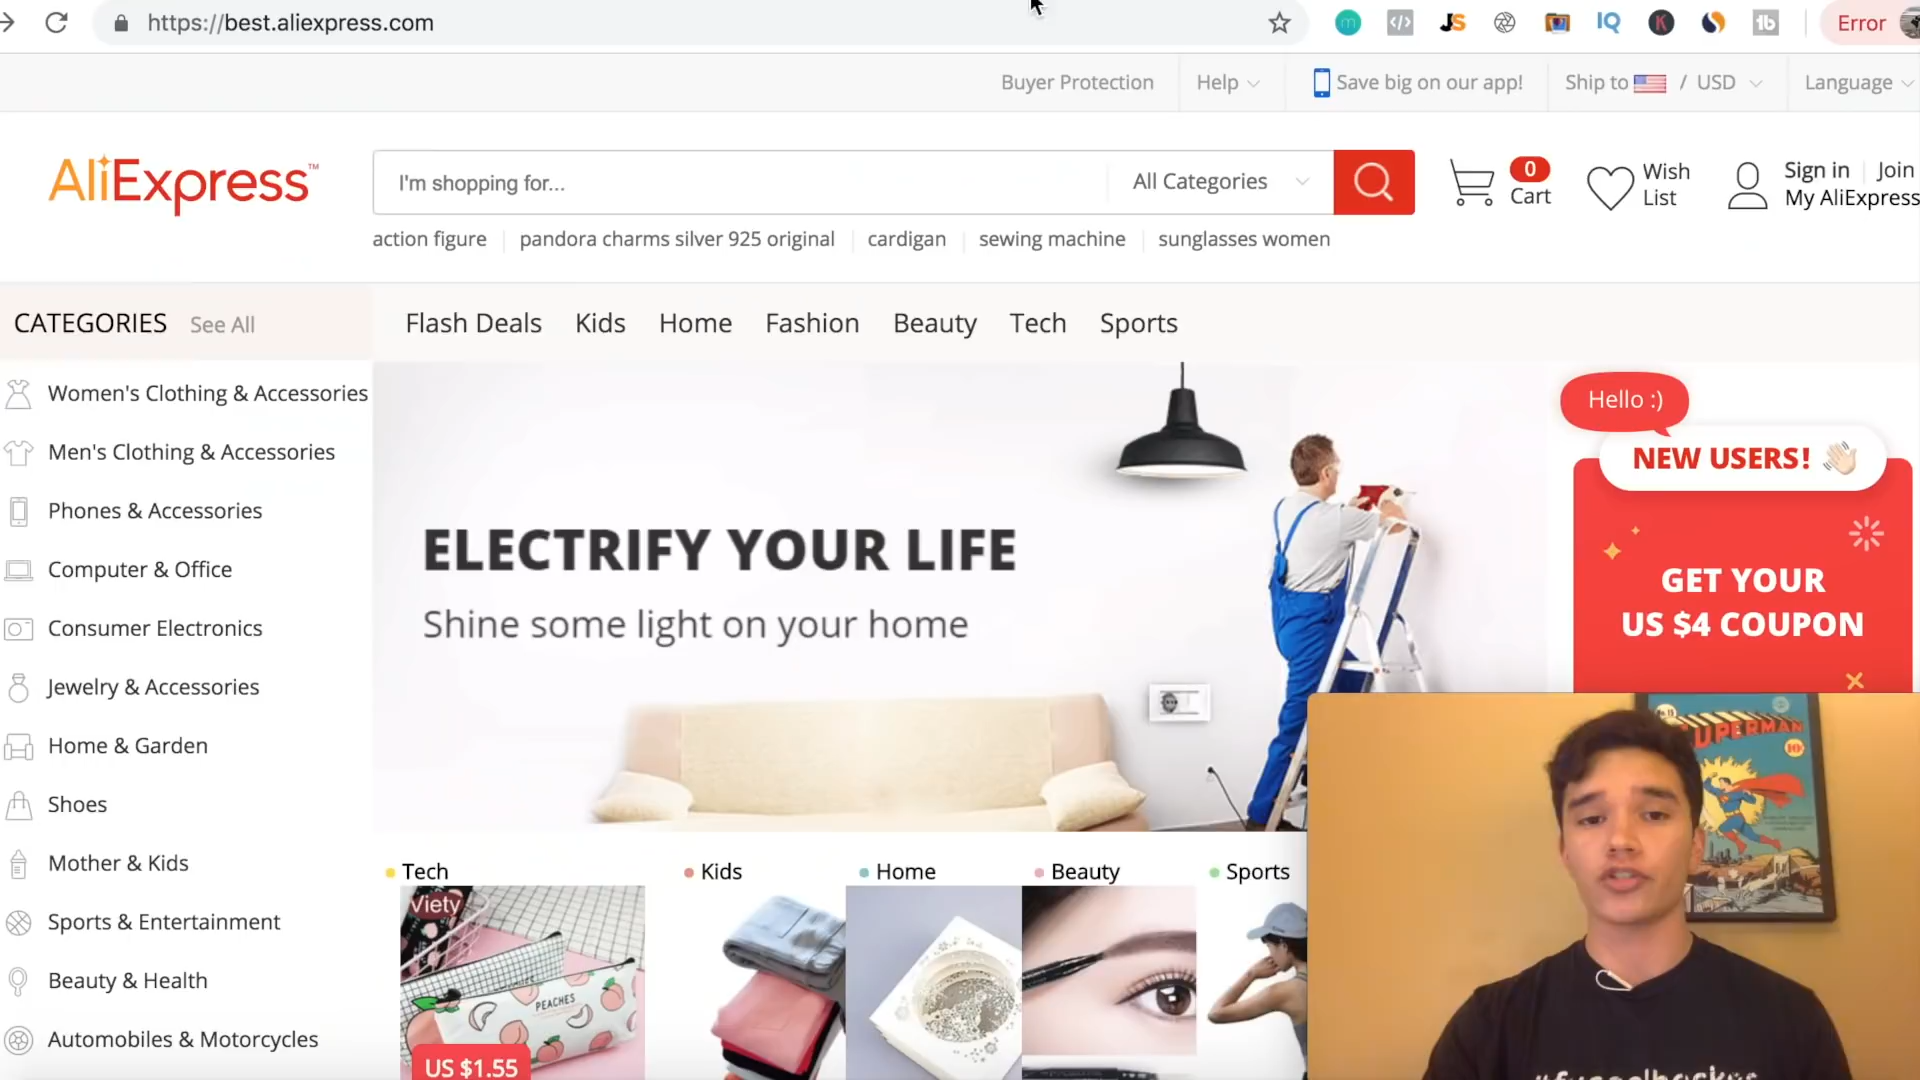 https://best.aliexpress.com
Error
Buyer Protection
Help
Save big on our app!
Ship to / USD
Language
AliExpress™
I'm shopping for...
All Categories
0
Cart
Wish
List
Sign in
Join
My AliExpress
action figure
pandora charms silver 925 original
cardigan
sewing machine
sunglasses women
CATEGORIES
See All
Flash Deals
Kids
Home
Fashion
Beauty
Tech
Sports
Women's Clothing & Accessories
Men's Clothing & Accessories
Phones & Accessories
Computer & Office
Consumer Electronics
Jewelry & Accessories
Home & Garden
Shoes
Mother & Kids
Sports & Entertainment
Beauty & Health
Automobiles & Motorcycles
ELECTRIFY YOUR LIFE
Shine some light on your home
Hello :)
NEW USERS!
GET YOUR
US $4 COUPON
Tech
Kids
Home
Beauty
Sports
Viety
PEACHES
US $1.55
SUPERMAN
10¢